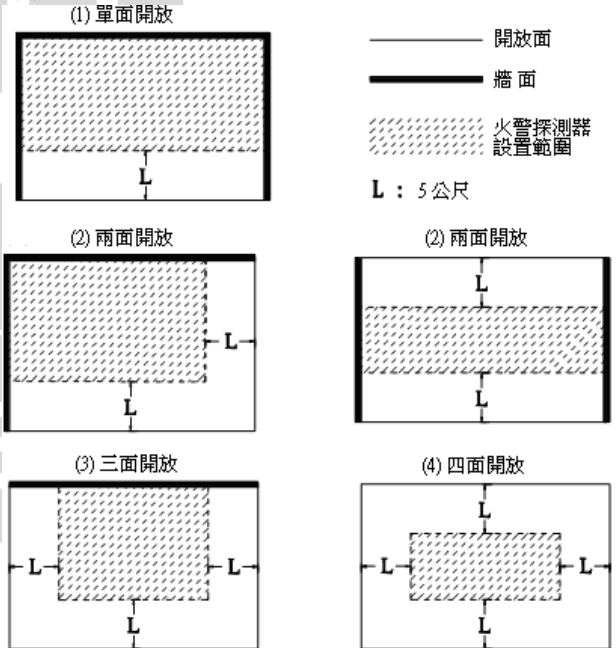 (1) 單面開放
L
開放面
牆 面
火警探測器
設置範圍
L : 5 公尺
(2) 兩面開放
L
L
(2) 兩面開放
L
L
(3) 三面開放
L
L
L
(4) 四面開放
L
L
L
L